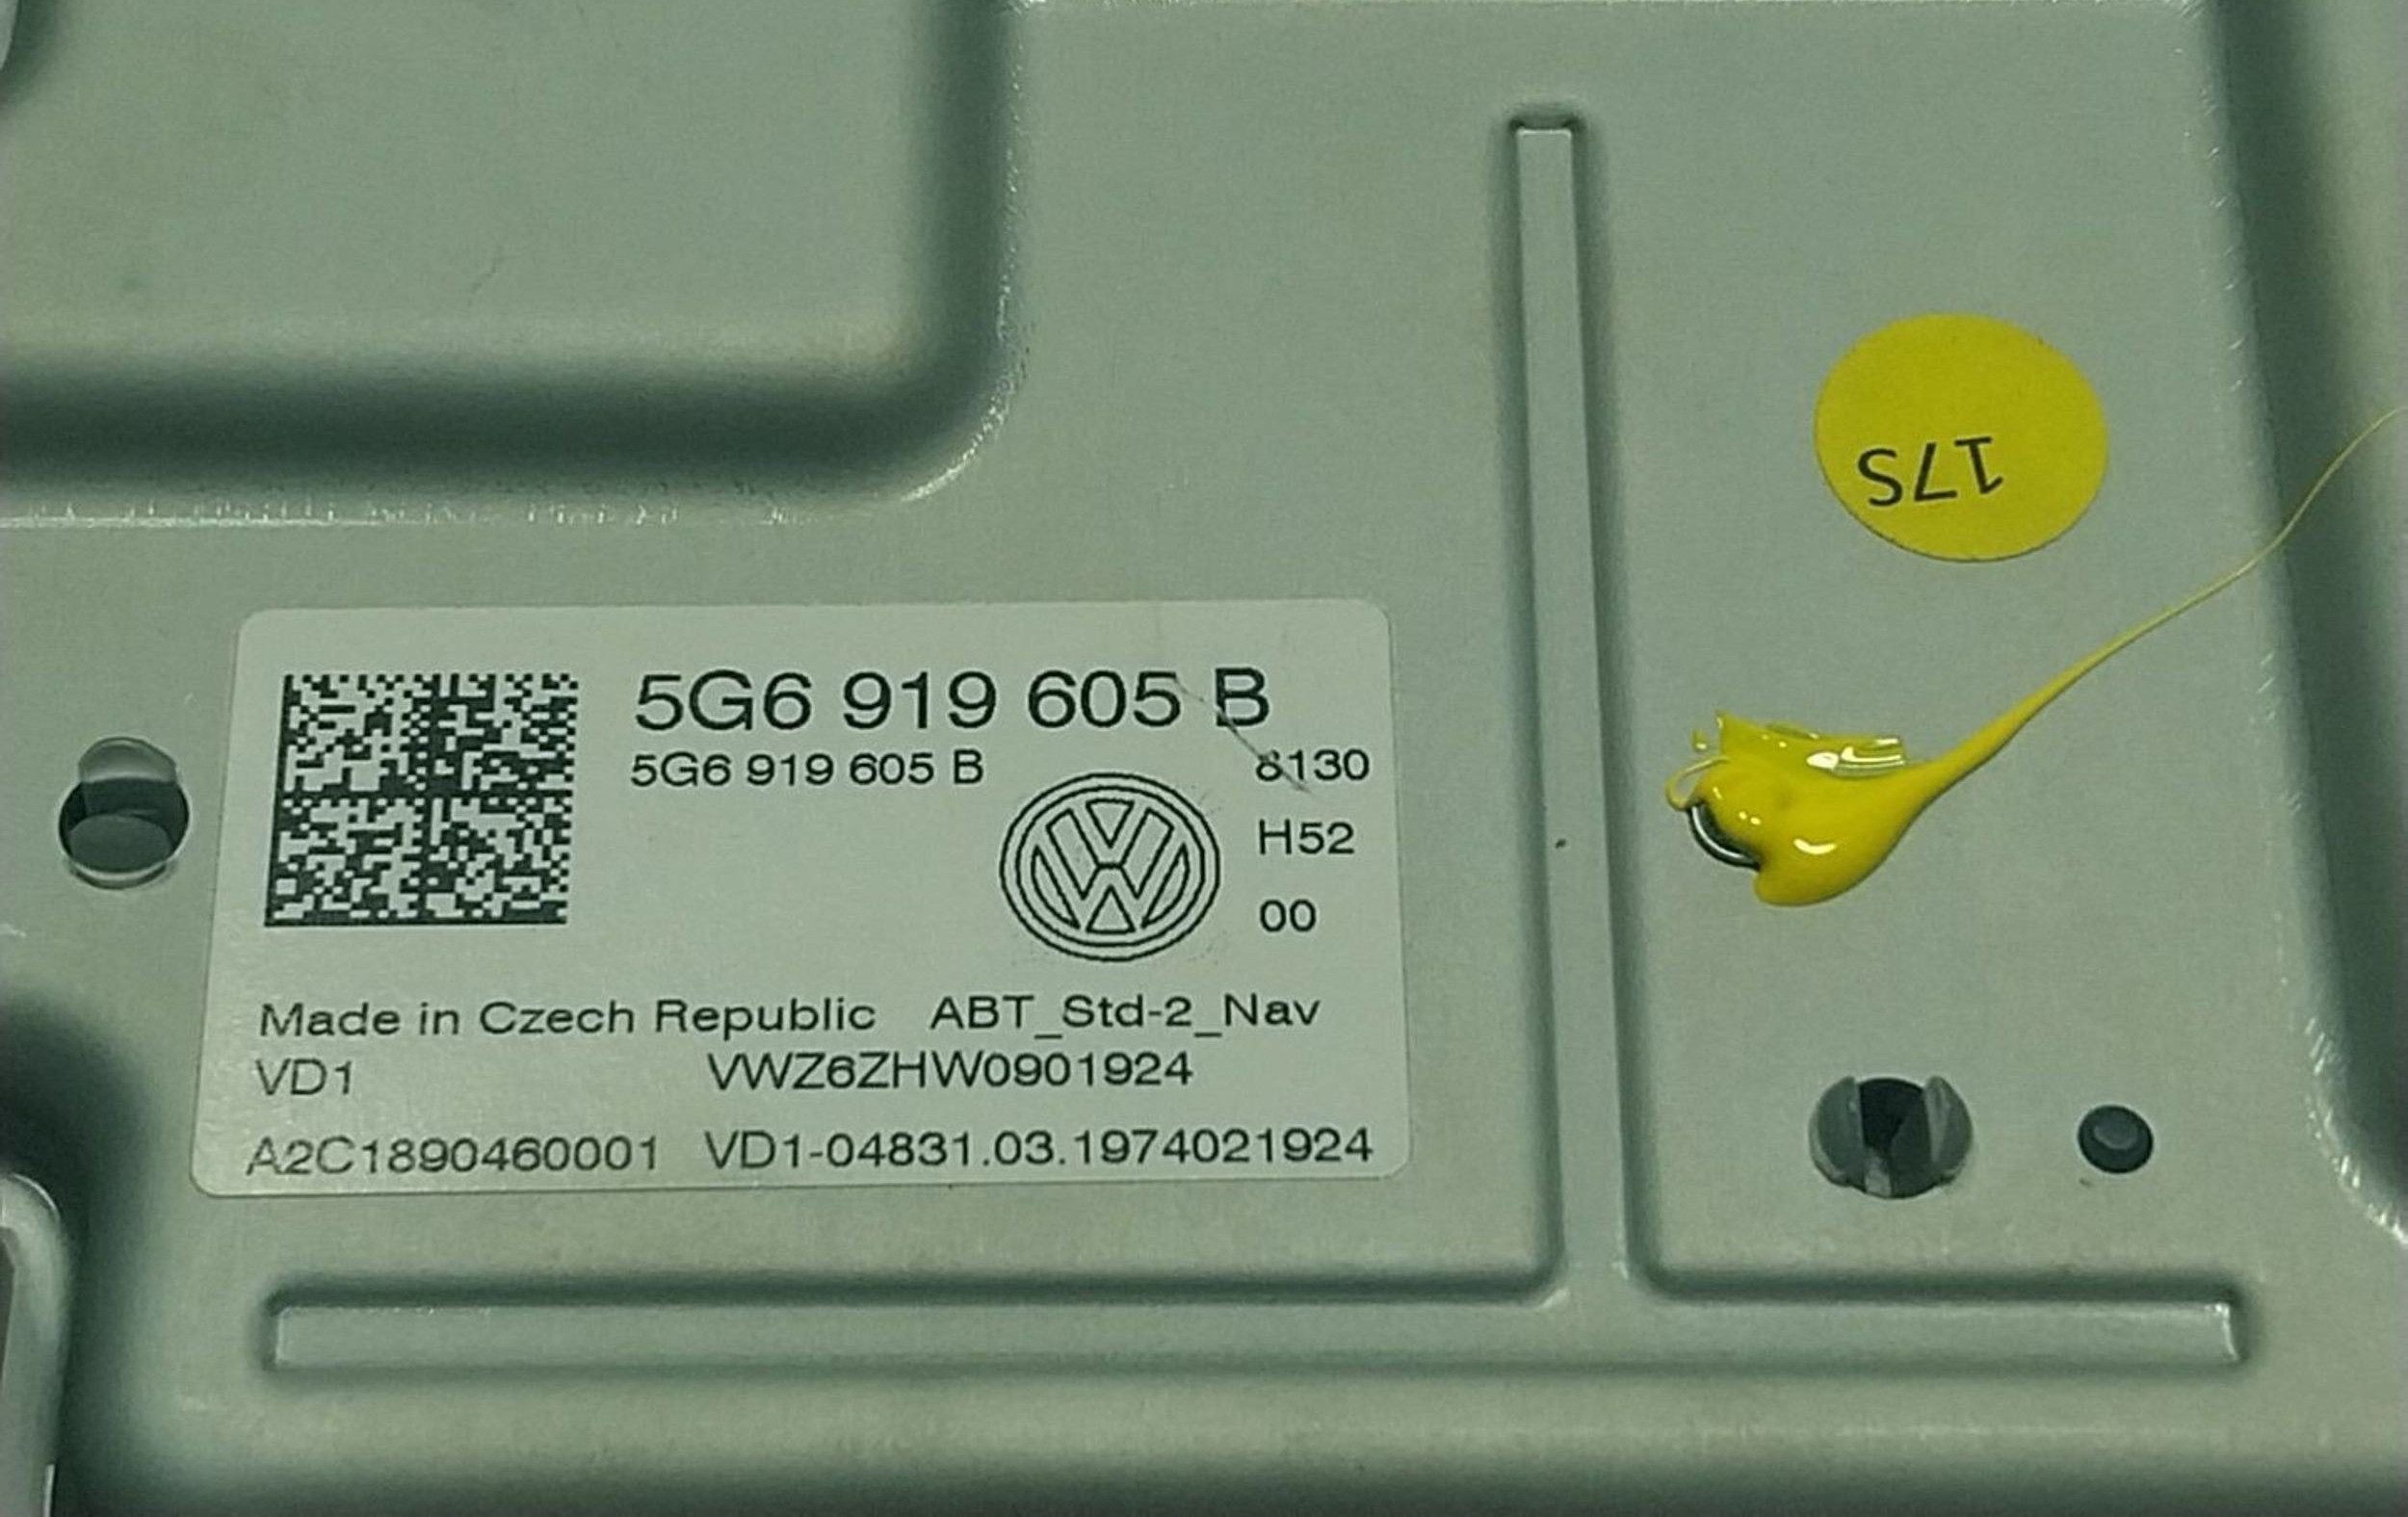 17S
5G6 919 605 B
5G6 919 605 B
8130
H52
00
Made in Czech Republic ABT_Std-2_Nav
VD1 VWZ6ZHW0901924
A2C1890460001 VD1-04831.03.1974021924